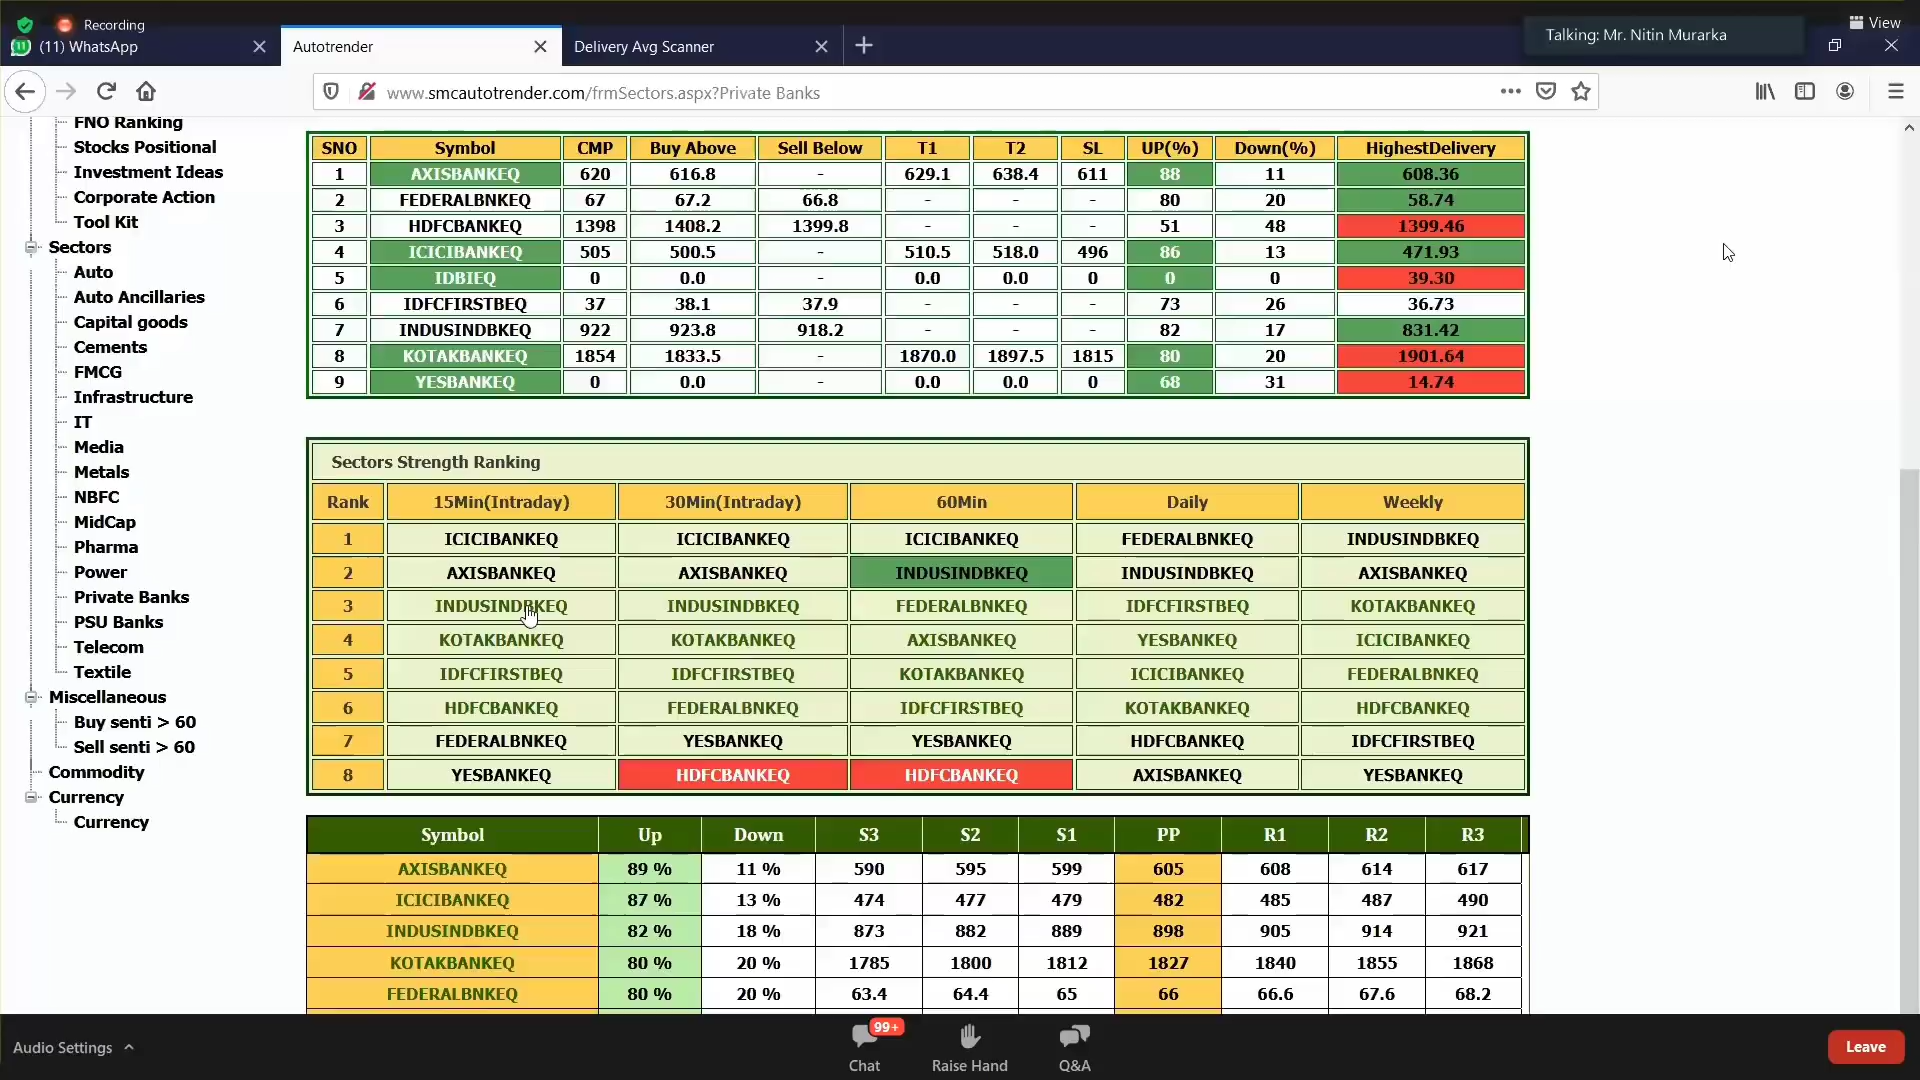 Recording
View
(11) WhatsApp
Autotrender
Delivery Avg Scanner
Talking: Mr. Nitin Murarka
www.smcautotrender.com/frmSectors.aspx?Private Banks
FNO Ranking
Stocks Positional
Investment Ideas
Corporate Action
Tool Kit
Sectors
Auto
Auto Ancillaries
Capital goods
Cements
FMCG
Infrastructure
IT
Media
Metals
NBFC
MidCap
Pharma
Power
Private Banks
PSU Banks
Telecom
Textile
Miscellaneous
Buy senti > 60
Sell senti > 60
Commodity
Currency
Currency
SNO Symbol CMP Buy Above Sell Below T1 T2 SL UP(%) Down(%) HighestDelivery
1 AXISBANKEQ 620 616.8 - 629.1 638.4 611 88 11 608.36
2 FEDERALBNKEQ 67 67.2 66.8 - - - 80 20 58.74
3 HDFCBANKEQ 1398 1408.2 1399.8 - - - 51 48 1399.46
4 ICICIBANKEQ 505 500.5 - 510.5 518.0 496 86 13 471.93
5 IDBIEQ 0 0.0 - 0.0 0.0 0 0 0 39.30
6 IDFCFIRSTBEQ 37 38.1 37.9 - - - 73 26 36.73
7 INDUSINDBKEQ 922 923.8 918.2 - - - 82 17 831.42
8 KOTAKBANKEQ 1854 1833.5 - 1870.0 1897.5 1815 80 20 1901.64
9 YESBANKEQ 0 0.0 - 0.0 0.0 0 68 31 14.74
Sectors Strength Ranking
Rank 15Min(Intraday) 30Min(Intraday) 60Min Daily Weekly
1 ICICIBANKEQ ICICIBANKEQ ICICIBANKEQ FEDERALBNKEQ INDUSINDBKEQ
2 AXISBANKEQ AXISBANKEQ INDUSINDBKEQ INDUSINDBKEQ AXISBANKEQ
3 INDUSINDBKEQ INDUSINDBKEQ FEDERALBNKEQ IDFCFIRSTBEQ KOTAKBANKEQ
4 KOTAKBANKEQ KOTAKBANKEQ AXISBANKEQ YESBANKEQ ICICIBANKEQ
5 IDFCFIRSTBEQ IDFCFIRSTBEQ KOTAKBANKEQ ICICIBANKEQ FEDERALBNKEQ
6 HDFCBANKEQ FEDERALBNKEQ IDFCFIRSTBEQ KOTAKBANKEQ HDFCBANKEQ
7 FEDERALBNKEQ YESBANKEQ YESBANKEQ HDFCBANKEQ IDFCFIRSTBEQ
8 YESBANKEQ HDFCBANKEQ HDFCBANKEQ AXISBANKEQ YESBANKEQ
Symbol Up Down S3 S2 S1 PP R1 R2 R3
AXISBANKEQ 89 % 11 % 590 595 599 605 608 614 617
ICICIBANKEQ 87 % 13 % 474 477 479 482 485 487 490
INDUSINDBKEQ 82 % 18 % 873 882 889 898 905 914 921
KOTAKBANKEQ 80 % 20 % 1785 1800 1812 1827 1840 1855 1868
FEDERALBNKEQ 80 % 20 % 63.4 64.4 65 66 66.6 67.6 68.2
Audio Settings
99+
Chat
Raise Hand
Q&A
Leave